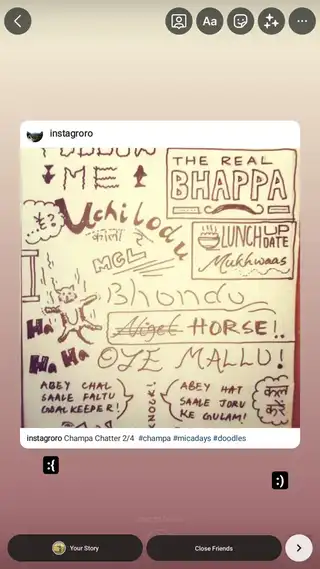 Aa
instagroro
FOLLOW
ME
THE REAL
BHAPPA
...¥?
Uchilodu
कोला रे
LUNCH UP
DATE
Mukhwaas
MGL
Bhondu
Ha
Ha
Ha
Nigel HORSE!.
OYE MALLU!
ABEY CHAL
SAALE FALTU
GOALKEEPER!
KNOCK!
ABEY HAT
SAALE JORU
KE GULAM!
कल
करे
instagroro Champa Chatter 2/4 #champa #micadays #doodles
:{
:)
Your Story
Close Friends